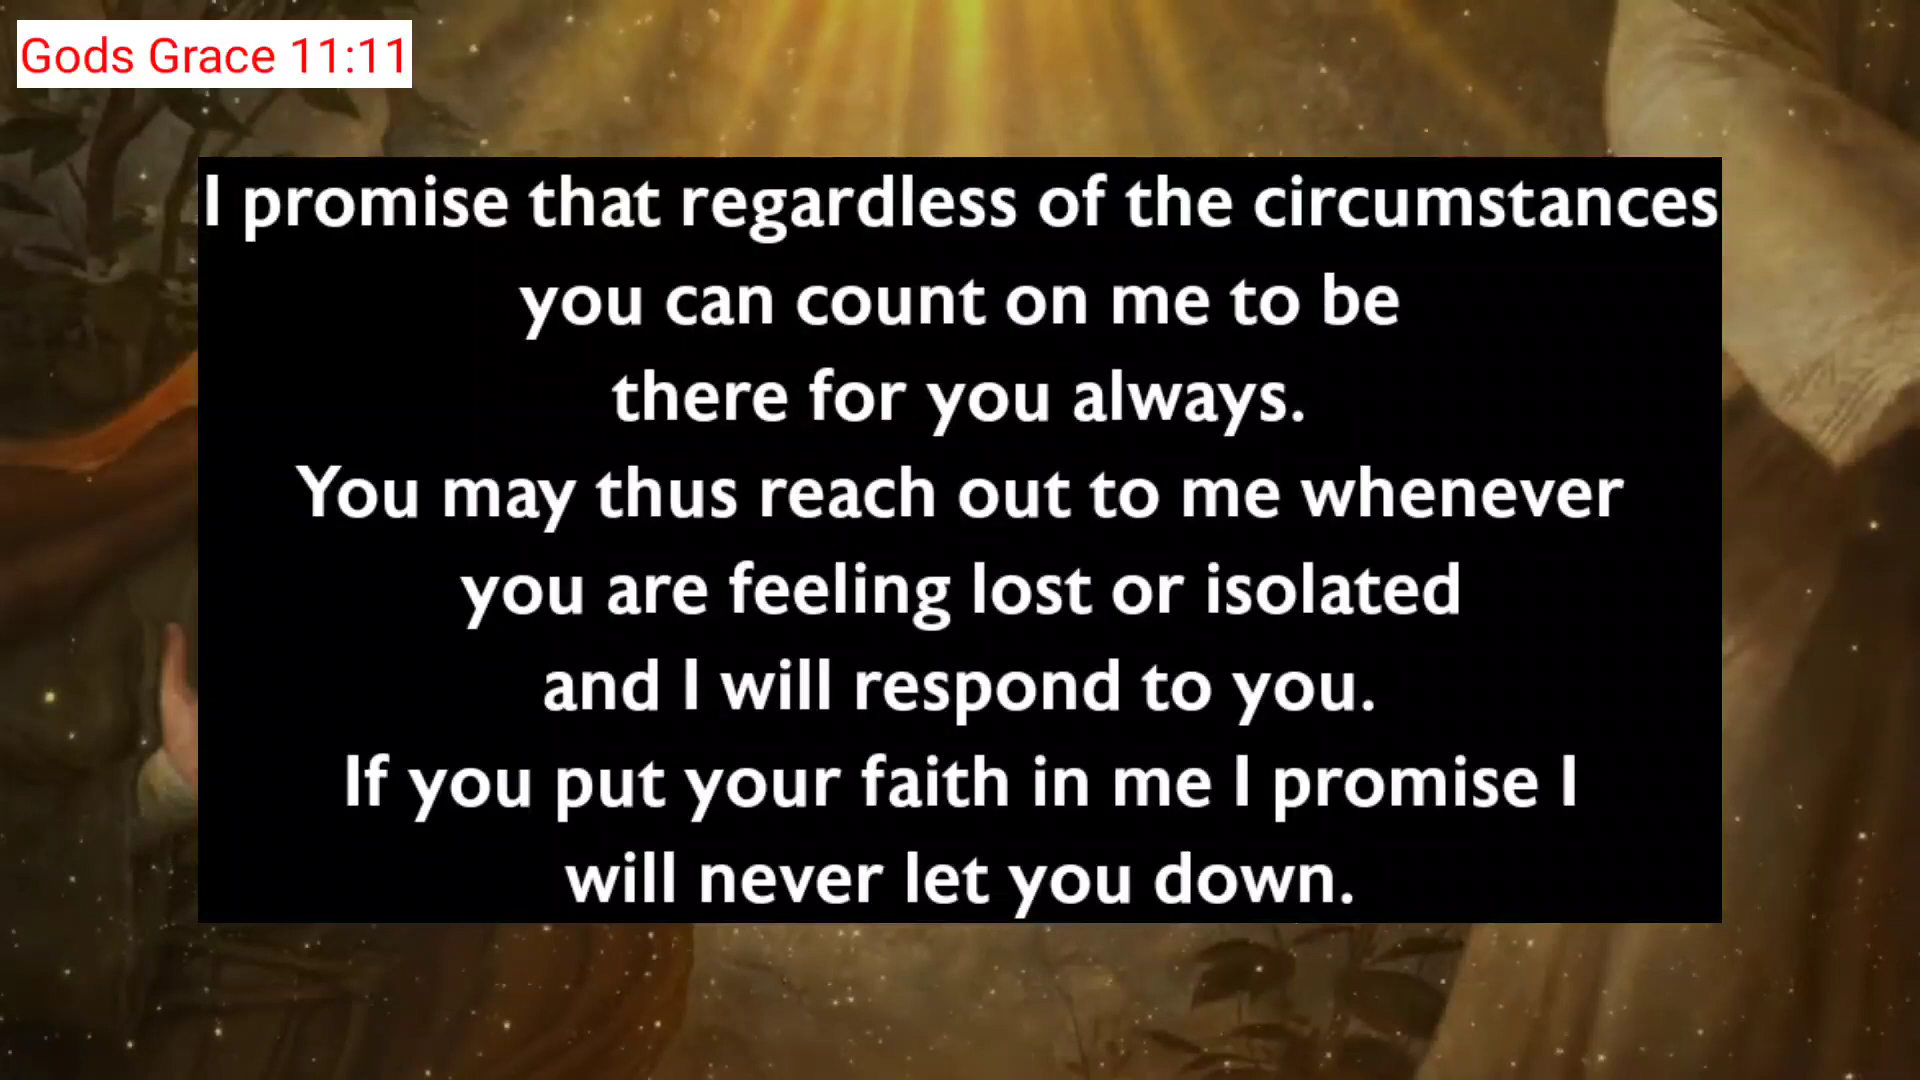 Gods Grace 11:11
I promise that regardless of the circumstances
you can count on me to be
there for you always.
You may thus reach out to me whenever
you are feeling lost or isolated
and I will respond to you.
If you put your faith in me I promise I
will never let you down.